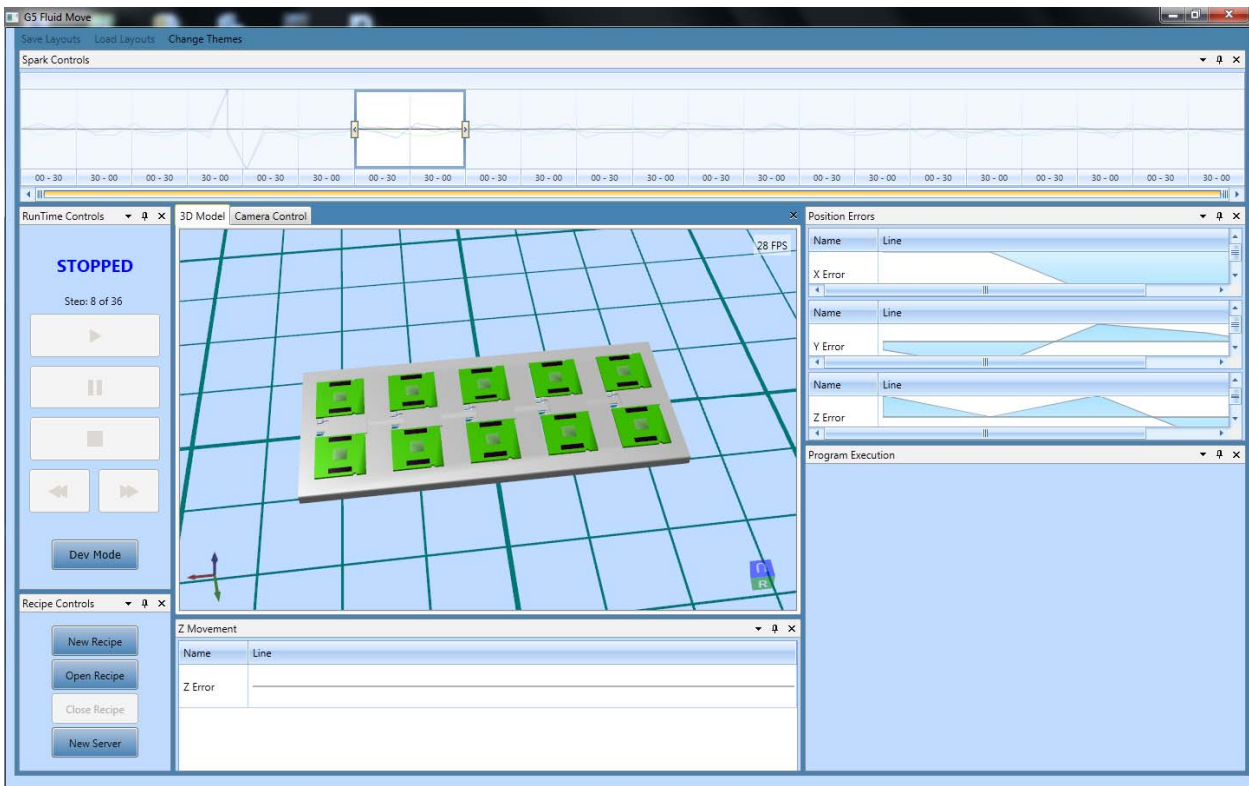 G5 Fluid Move
Save Layouts Load Layouts Change Themes
Spark Controls
00 - 30 30 - 00 00 - 30 30 - 00 00 - 30 30 - 00 00 - 30 30 - 00 00 - 30 30 - 00 00 - 30 30 - 00 00 - 30 30 - 00 00 - 30 30 - 00 00 - 30 30 - 00 00 - 30 30 - 00 00 - 30 30 - 00
RunTime Controls
STOPPED
Step: 8 of 36
Dev Mode
Recipe Controls
New Recipe
Open Recipe
Close Recipe
New Server
3D Model Camera Control
28 FPS
R
Z Movement
Name Line
Z Error
Position Errors
Name Line
X Error
Name Line
Y Error
Name Line
Z Error
Program Execution